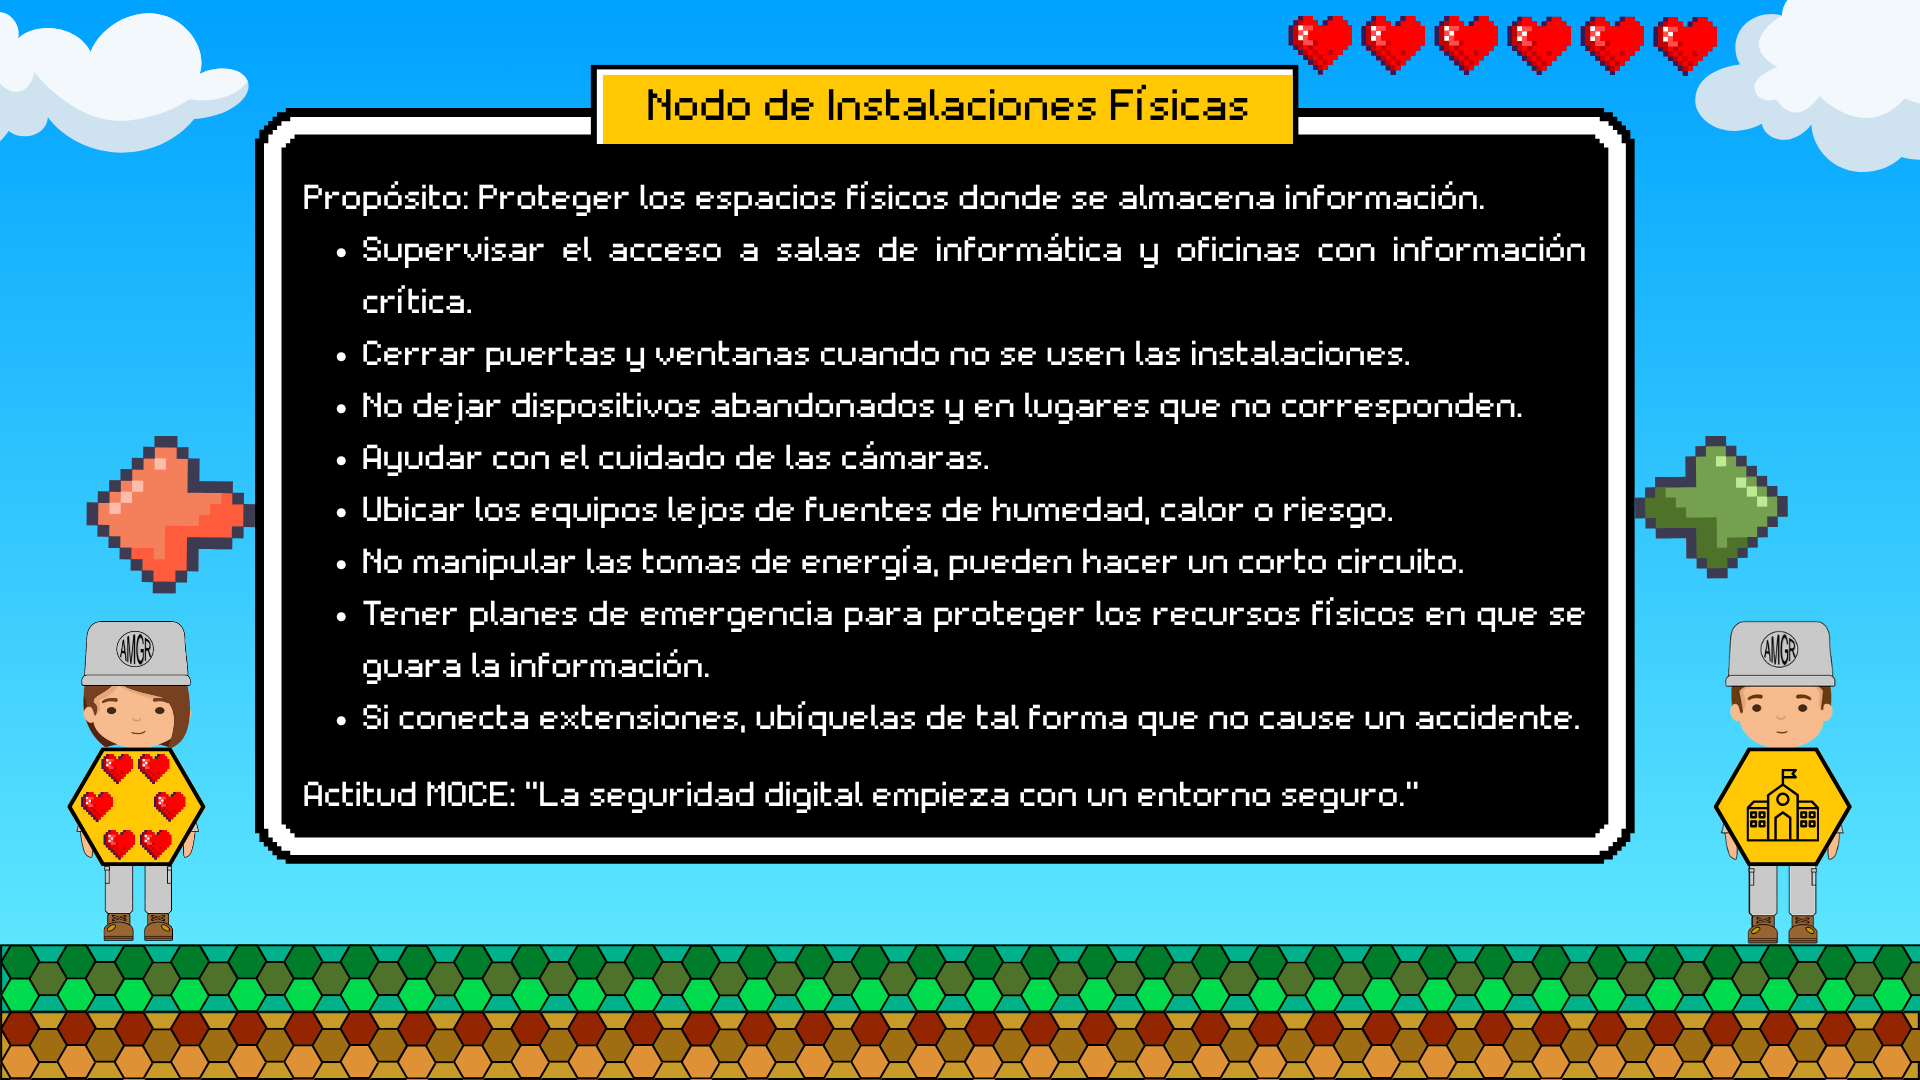 Nodo de Instalaciones Físicas
Propósito: Proteger los espacios físicos donde se almacena información.
• Supervisar el acceso a salas de informática y oficinas con información
crítica.
• Cerrar puertas y ventanas cuando no se usen las instalaciones.
• No dejar dispositivos abandonados y en lugares que no corresponden.
• Ayudar con el cuidado de las cámaras.
• Ubicar los equipos lejos de fuentes de humedad, calor o riesgo.
• No manipular las tomas de energía, pueden hacer un corto circuito.
• Tener planes de emergencia para proteger los recursos físicos en que se
guara la información.
• Si conecta extensiones, ubíquelas de tal forma que no cause un accidente.
Actitud MOCE: "La seguridad digital empieza con un entorno seguro."
AMGR
AMGR